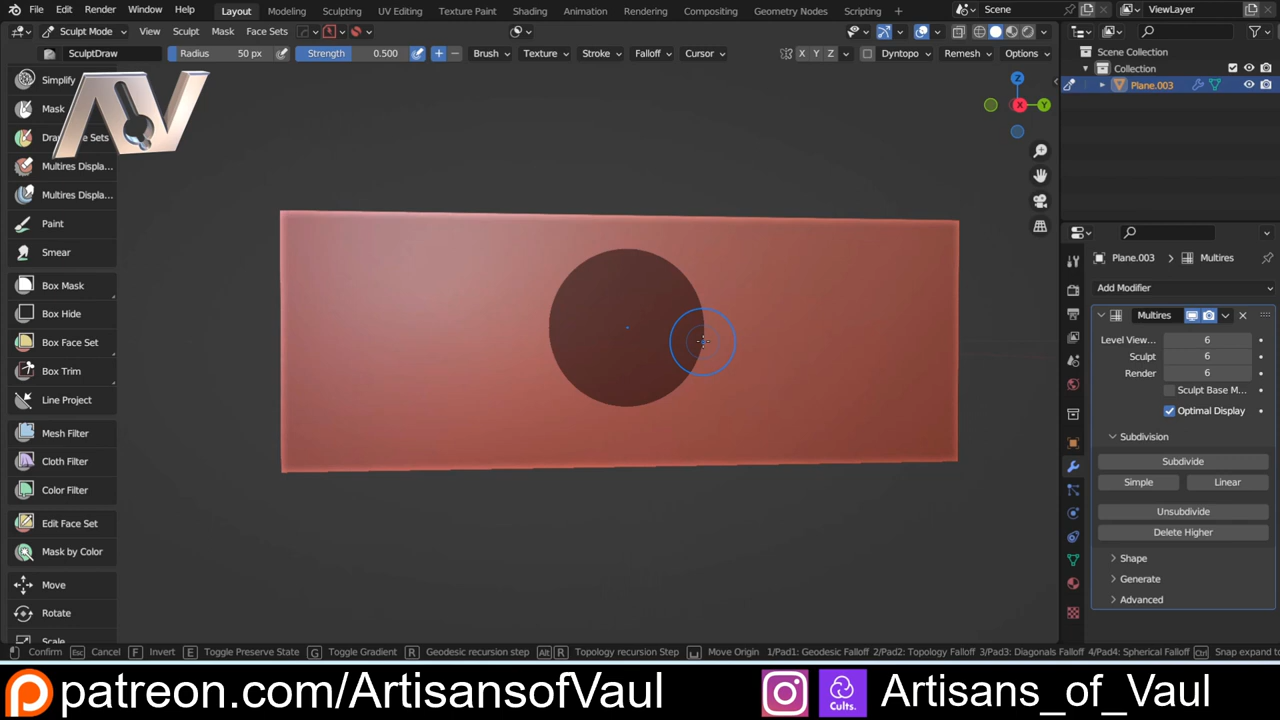 File Edit Render Window Help Layout Modeling Sculpting UV Editing Texture Paint Shading Animation Rendering Compositing Geometry Nodes Scripting Scene ViewLayer
Sculpt Mode View Sculpt Mask Face Sets
SculptDraw Radius 50 px Strength 0.500 Brush Texture Stroke Falloff Cursor X Y Z Dyntopo Remesh Options
Scene Collection
Collection
Plane.003
Simplify
Mask
Multires Displa...
Multires Displa...
Paint
Smear
Box Mask
Box Hide
Box Face Set
Box Trim
Line Project
Mesh Filter
Cloth Filter
Color Filter
Edit Face Set
Mask by Color
Move
Rotate
Scale
AV
Z
X
Y
Plane.003 > Multires
Add Modifier
Multires
Level View... 6
Sculpt 6
Render 6
Sculpt Base M...
Optimal Display
Subdivision
Subdivide
Simple Linear
Unsubdivide
Delete Higher
Shape
Generate
Advanced
Confirm Esc Cancel F Invert E Toggle Preserve State G Toggle Gradient R Geodesic recursion Step Alt R Topology recursion Step Move Origin 1/Pad1: Geodesic Falloff 2/Pad2: Topology Falloff 3/Pad3: Diagonals Falloff 4/Pad4: Spherical Falloff Ctrl Snap expand to
patreon.com/ArtisansofVaul Cults. Artisans_of_Vaul